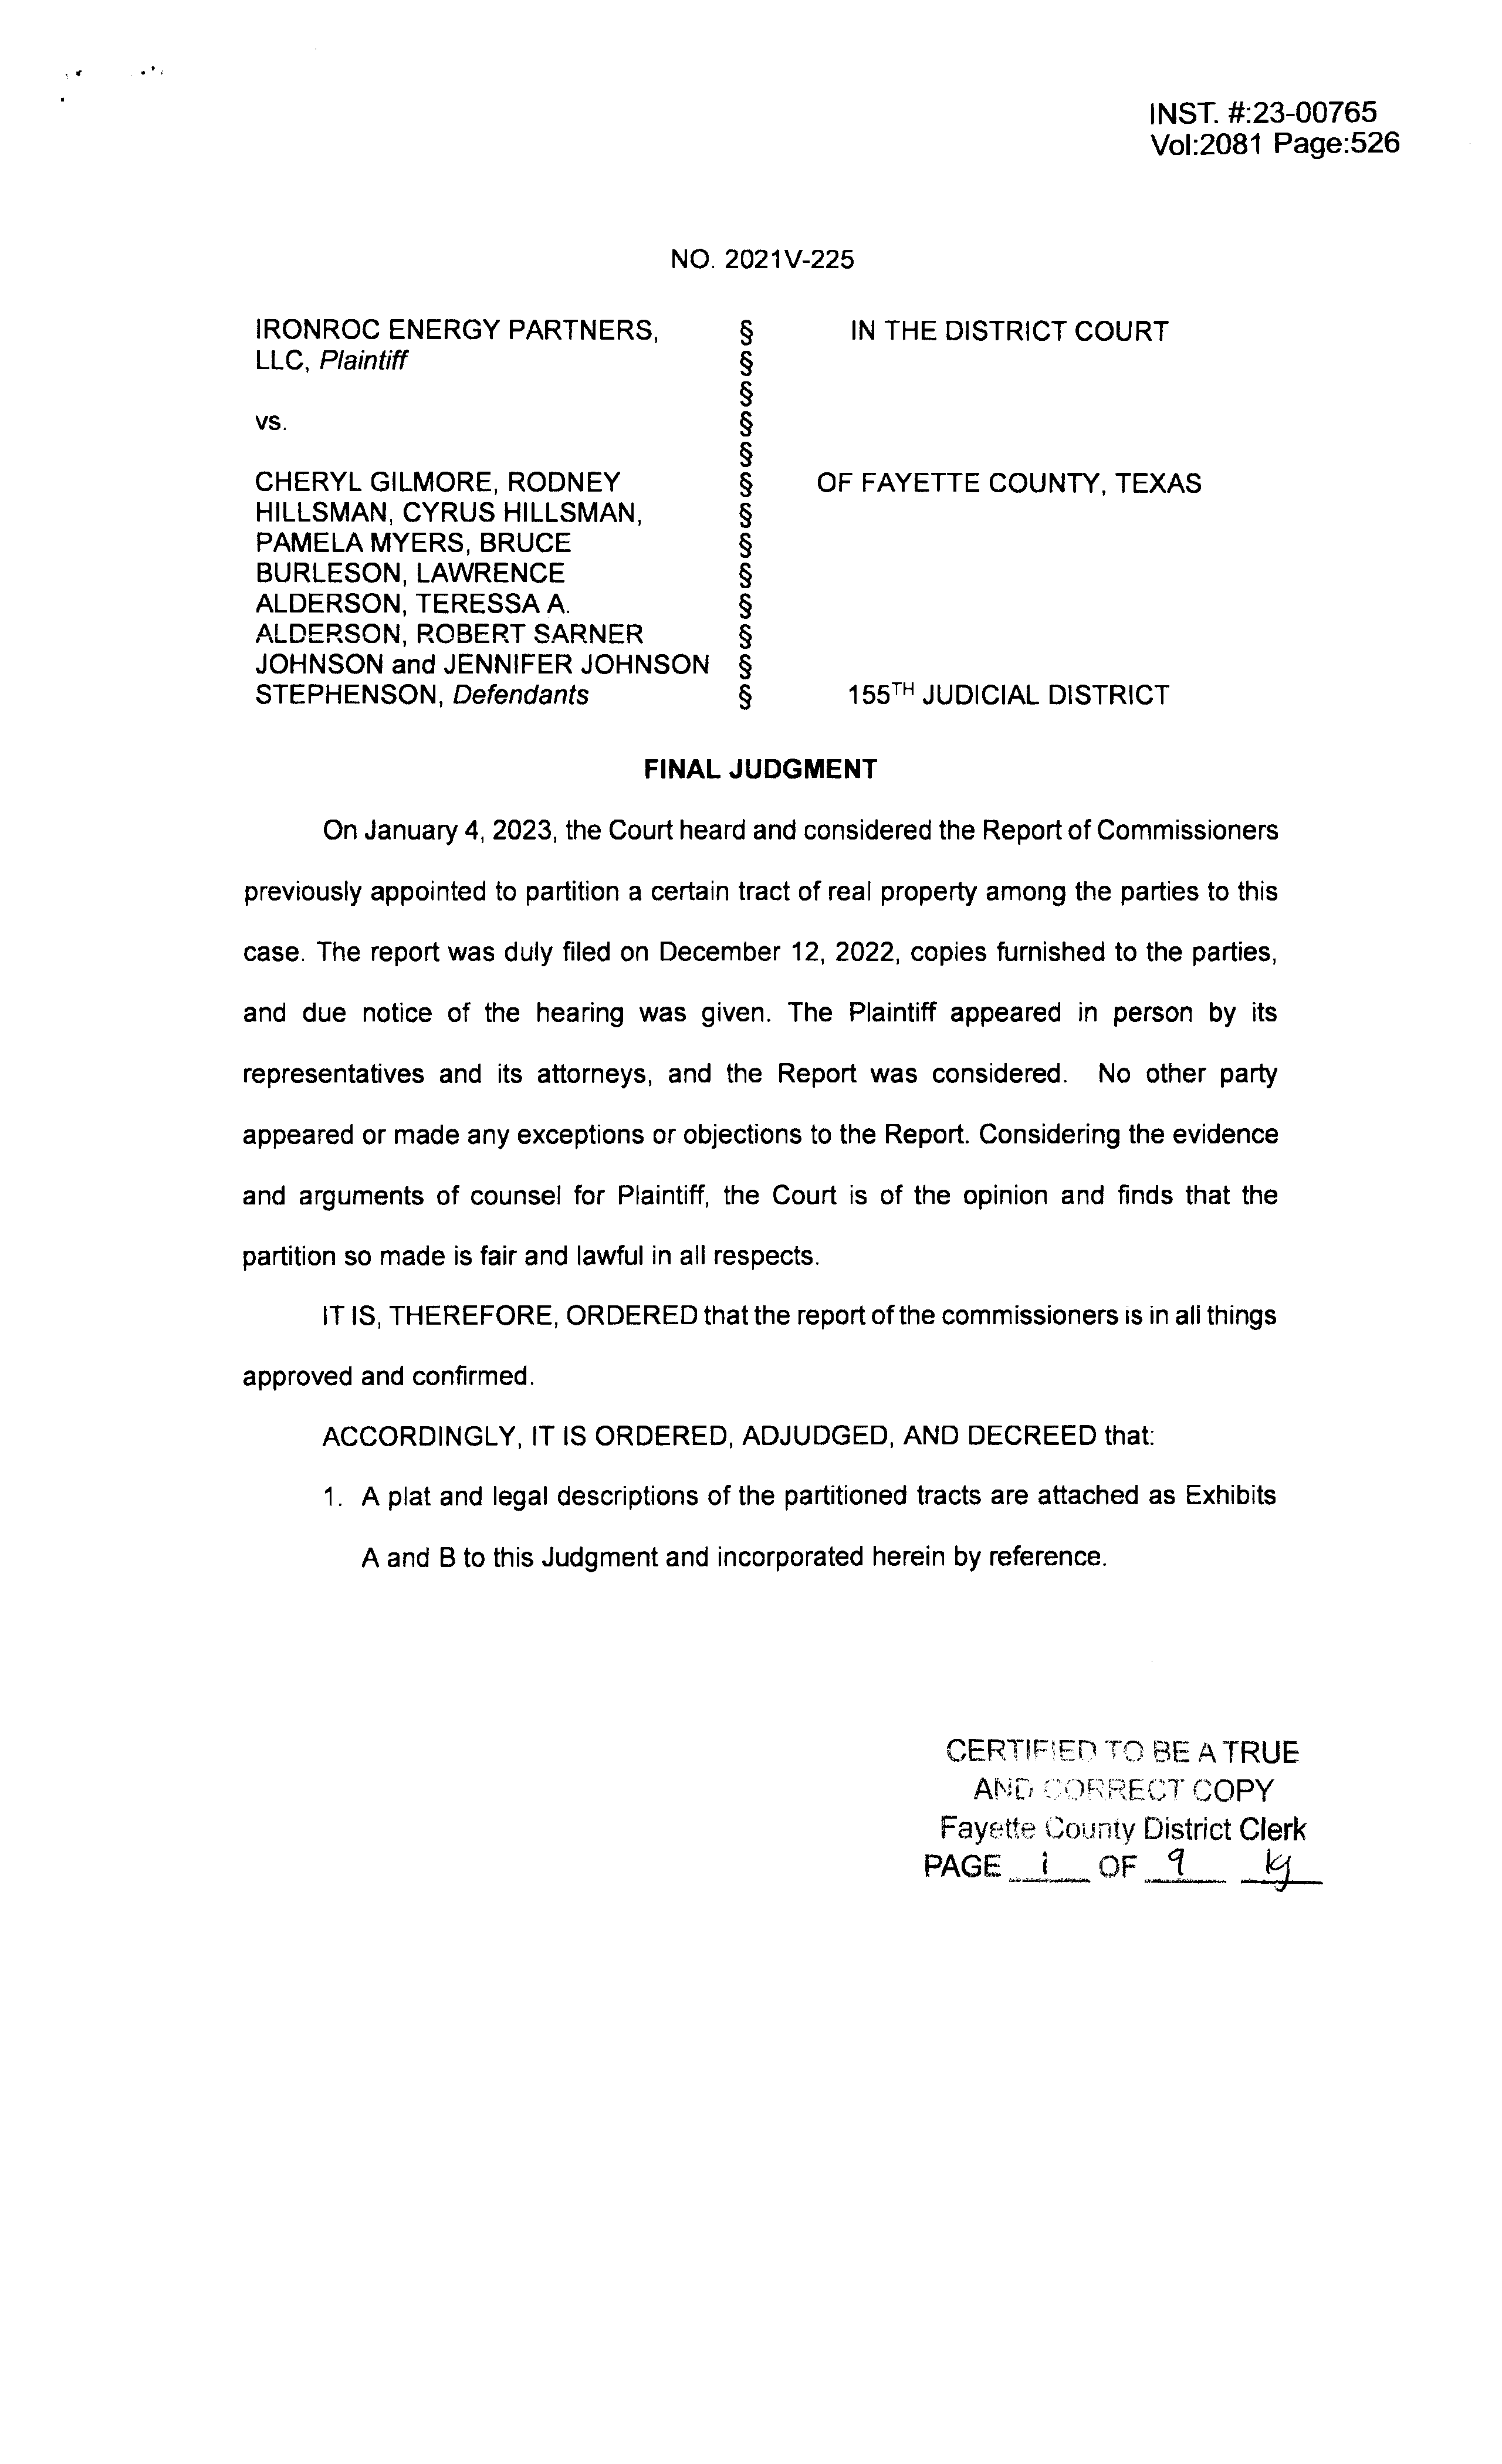 INST. #:23-00765
Vol:2081 Page:526
NO. 2021V-225
IRONROC ENERGY PARTNERS, § IN THE DISTRICT COURT
LLC, Plaintiff §
§
vs. §
§
CHERYL GILMORE, RODNEY § OF FAYETTE COUNTY, TEXAS
HILLSMAN, CYRUS HILLSMAN, §
PAMELA MYERS, BRUCE §
BURLESON, LAWRENCE §
ALDERSON, TERESSA A. §
ALDERSON, ROBERT SARNER §
JOHNSON and JENNIFER JOHNSON §
STEPHENSON, Defendants § 155TH JUDICIAL DISTRICT
FINAL JUDGMENT
On January 4, 2023, the Court heard and considered the Report of Commissioners
previously appointed to partition a certain tract of real property among the parties to this
case. The report was duly filed on December 12, 2022, copies furnished to the parties,
and due notice of the hearing was given. The Plaintiff appeared in person by its
representatives and its attorneys, and the Report was considered. No other party
appeared or made any exceptions or objections to the Report. Considering the evidence
and arguments of counsel for Plaintiff, the Court is of the opinion and finds that the
partition so made is fair and lawful in all respects.
IT IS, THEREFORE, ORDERED that the report of the commissioners is in all things
approved and confirmed.
ACCORDINGLY, IT IS ORDERED, ADJUDGED, AND DECREED that:
1. A plat and legal descriptions of the partitioned tracts are attached as Exhibits
A and B to this Judgment and incorporated herein by reference.
CERTIFIED TO BE A TRUE
AND CORRECT COPY
Fayette County District Clerk
PAGE 1 OF 9 kg